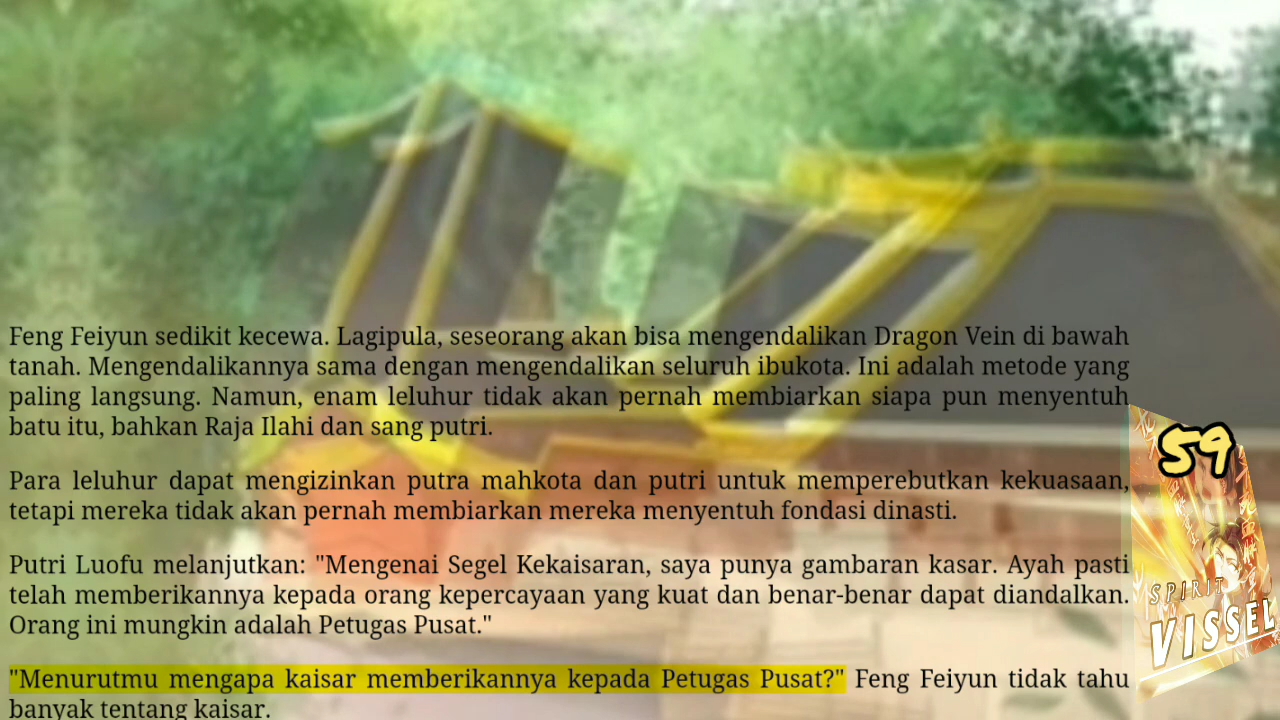 Feng Feiyun sedikit kecewa. Lagipula, seseorang akan bisa mengendalikan Dragon Vein di bawah
tanah. Mengendalikannya sama dengan mengendalikan seluruh ibukota. Ini adalah metode yang
paling langsung. Namun, enam leluhur tidak akan pernah membiarkan siapa pun menyentuh
batu itu, bahkan Raja Ilahi dan sang putri.
Para leluhur dapat mengizinkan putra mahkota dan putri untuk memperebutkan kekuasaan,
tetapi mereka tidak akan pernah membiarkan mereka menyentuh fondasi dinasti.
Putri Luofu melanjutkan: "Mengenai Segel Kekaisaran, saya punya gambaran kasar. Ayah pasti
telah memberikannya kepada orang kepercayaan yang kuat dan benar-benar dapat diandalkan.
Orang ini mungkin adalah Petugas Pusat."
"Menurutmu mengapa kaisar memberikannya kepada Petugas Pusat?" Feng Feiyun tidak tahu
banyak tentang kaisar.
59
SPIRIT
VISSEL